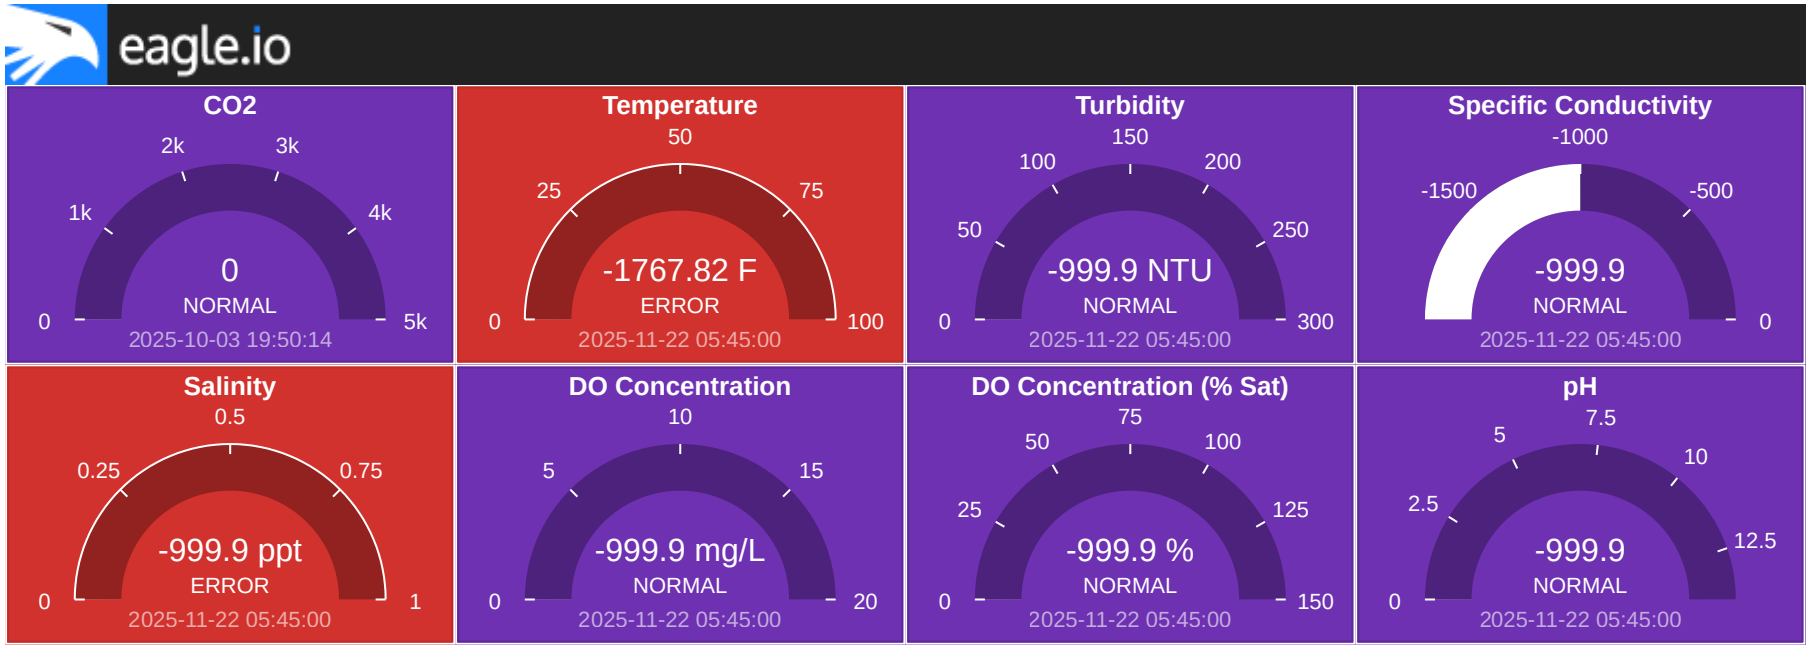 eagle.io
CO2
2k
3k
1k
4k
0
NORMAL
0
5k
2025-10-03 19:50:14
Temperature
50
25
75
-1767.82 F
ERROR
0
100
2025-11-22 05:45:00
Turbidity
150
100
200
50
250
-999.9 NTU
NORMAL
0
300
2025-11-22 05:45:00
Specific Conductivity
-1000
-1500
-500
-999.9
NORMAL
0
2025-11-22 05:45:00
Salinity
0.5
0.25
0.75
-999.9 ppt
ERROR
0
1
2025-11-22 05:45:00
DO Concentration
10
5
15
-999.9 mg/L
NORMAL
0
20
2025-11-22 05:45:00
DO Concentration (% Sat)
75
50
100
25
125
-999.9 %
NORMAL
0
150
2025-11-22 05:45:00
pH
7.5
5
10
2.5
12.5
-999.9
NORMAL
0
2025-11-22 05:45:00